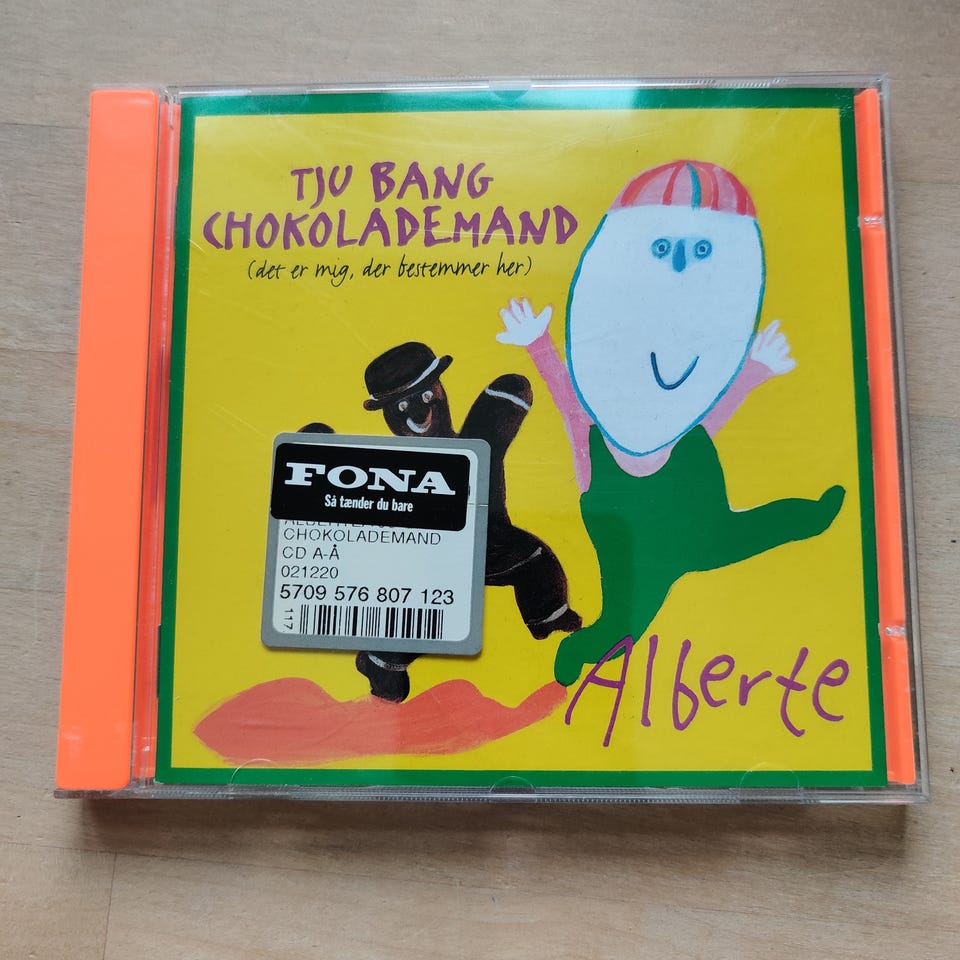 TJU BANG
CHOKOLADEMAND
(det er mig, der bestemmer her)
FONA
Så tænder du bare
CHOKOLADEMAND
CD A-Å
021220
5709 576 807 123
117
Alberte